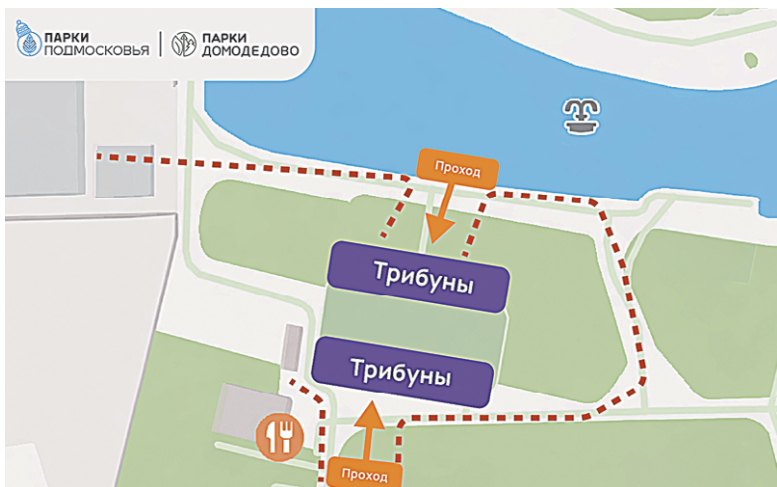 ПАРКИ
ПОДМОСКОВЬЯ
ПАРКИ
ДОМОДЕДОВО
Проход
Трибуны
Трибуны
Проход